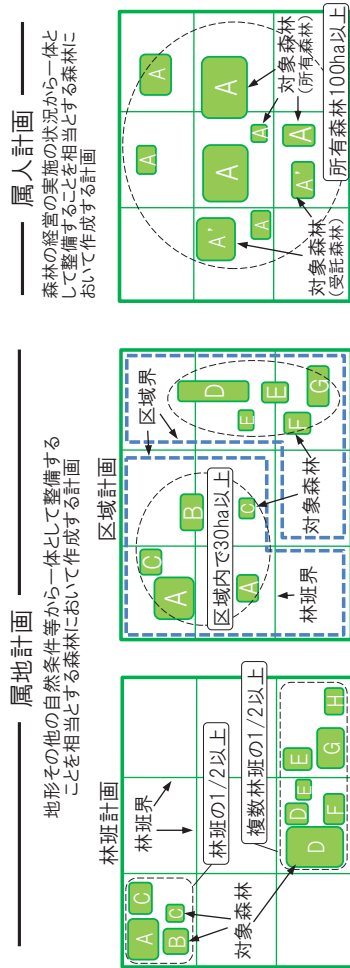 属地計画
地形その他の自然条件等から一体として整備する
ことを相当とする森林において作成する計画
林班計画
林班界
A
C
B
C
対象森林
林班の1/2以上
複数林班の1/2以上
D
D
E
F
E
G
H
区域計画
区域界
A
C
B
A
C
区域内で30ha以上
林班界
対象森林
D
E
E
F
G
属人計画
森林の経営の実施の状況から一体と
して整備することを相当とする森林に
おいて作成する計画
A
A
A'
A
A
A
A
A'
A
対象森林
(所有森林)
対象森林
(受託森林)
所有森林100ha以上